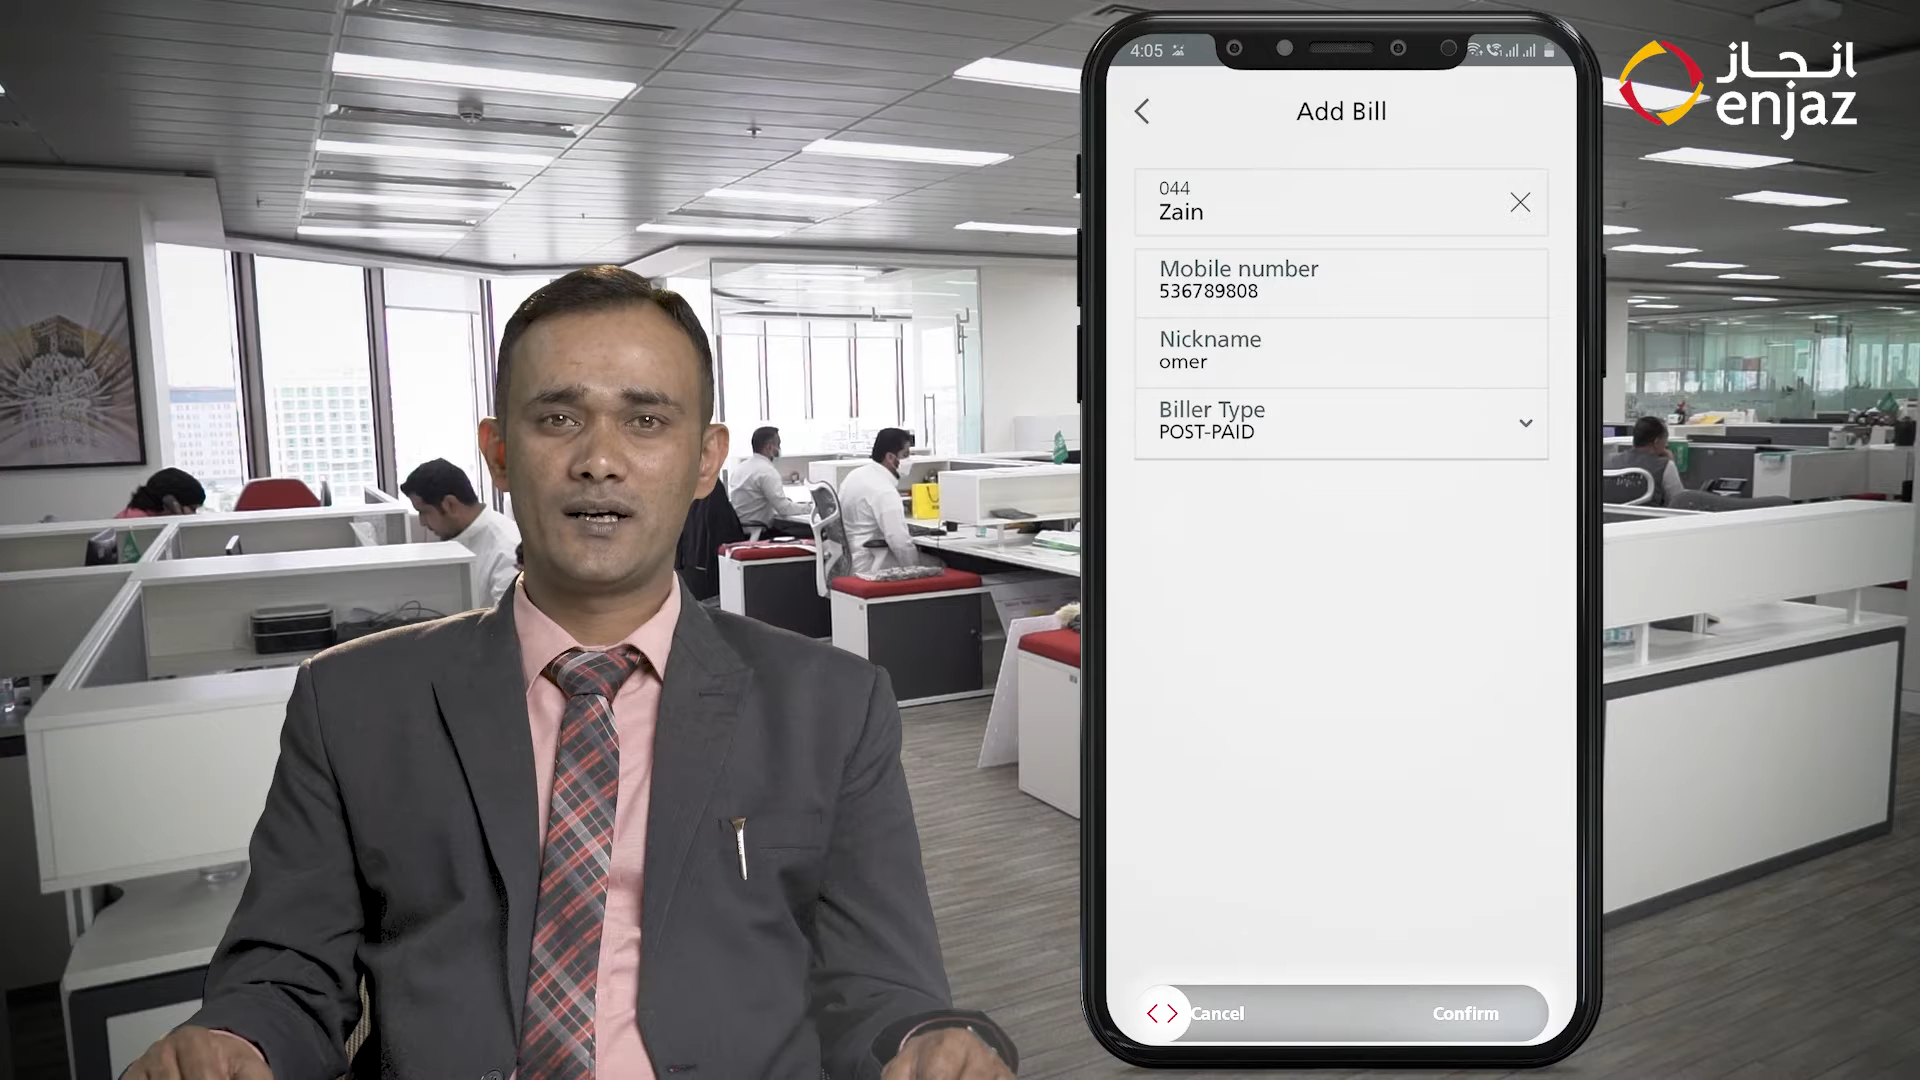 4:05
Add Bill
044
Zain
Mobile number
536789808
Nickname
omer
Biller Type
POST-PAID
Cancel
Confirm
انجاز
enjaz